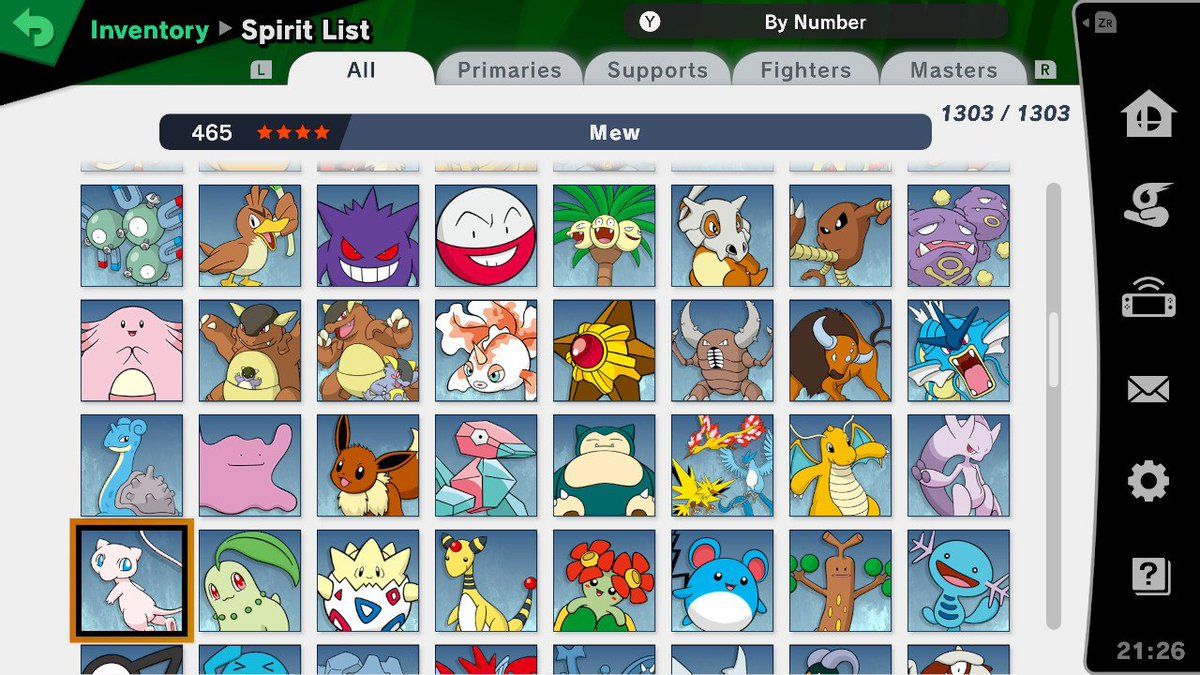 Inventory ▶ Spirit List
Y By Number
ZR
L All Primaries Supports Fighters Masters R
1303 / 1303
465 ★★★★ Mew
?
21:26